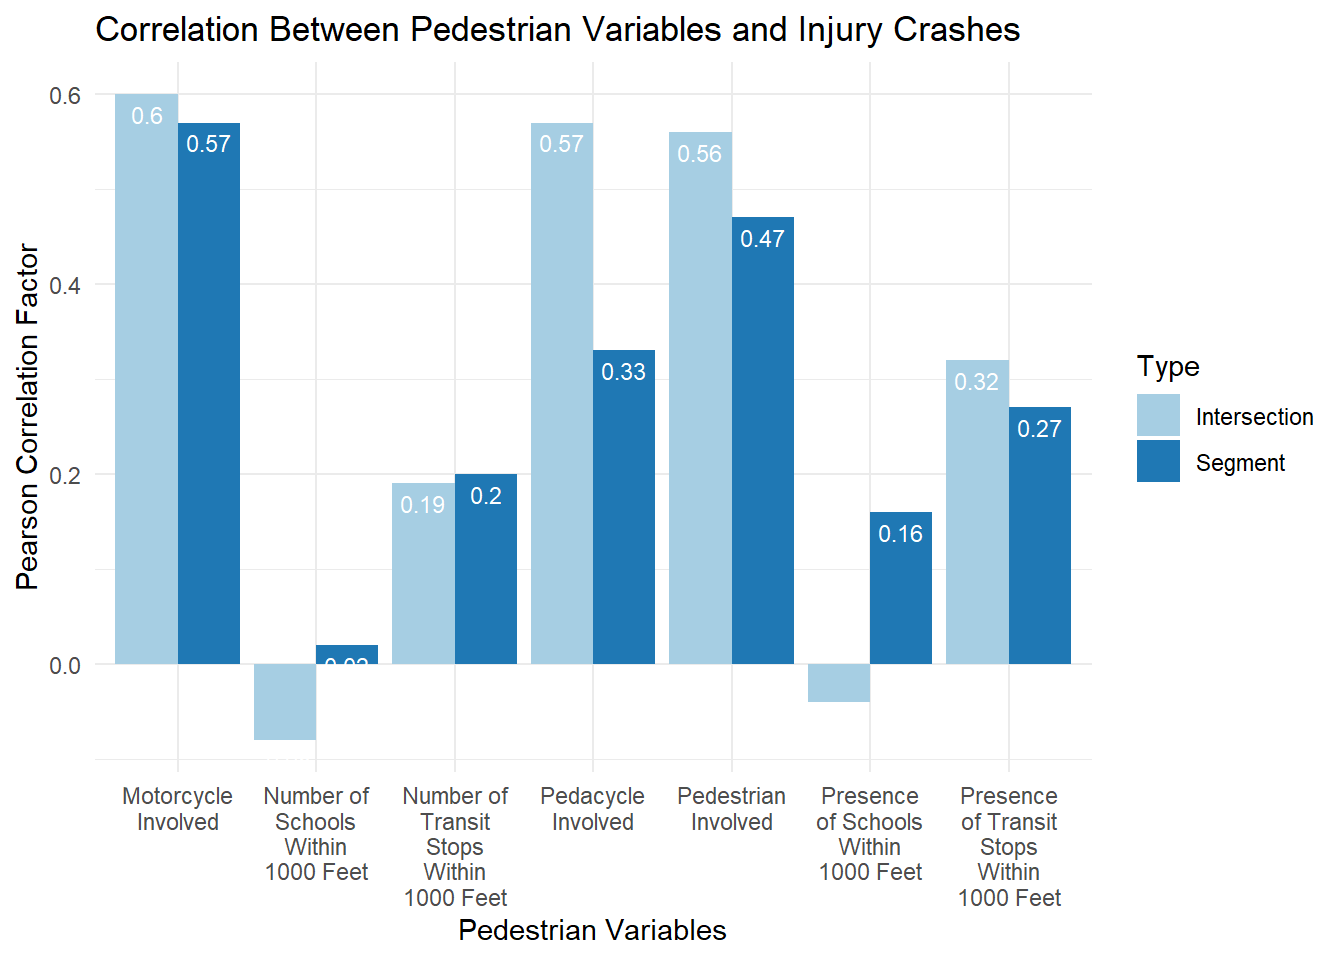 Correlation Between Pedestrian Variables and Injury Crashes
Pearson Correlation Factor
0.6
0.4
0.2
0.0
0.6
0.57
0.02
0.19
0.2
0.57
0.33
0.56
0.47
0.16
0.32
0.27
Motorcycle
Involved
Number of
Schools
Within
1000 Feet
Number of
Transit
Stops
Within
1000 Feet
Pedacycle
Involved
Pedestrian
Involved
Presence
of Schools
Within
1000 Feet
Presence
of Transit
Stops
Within
1000 Feet
Pedestrian Variables
Type
Intersection
Segment